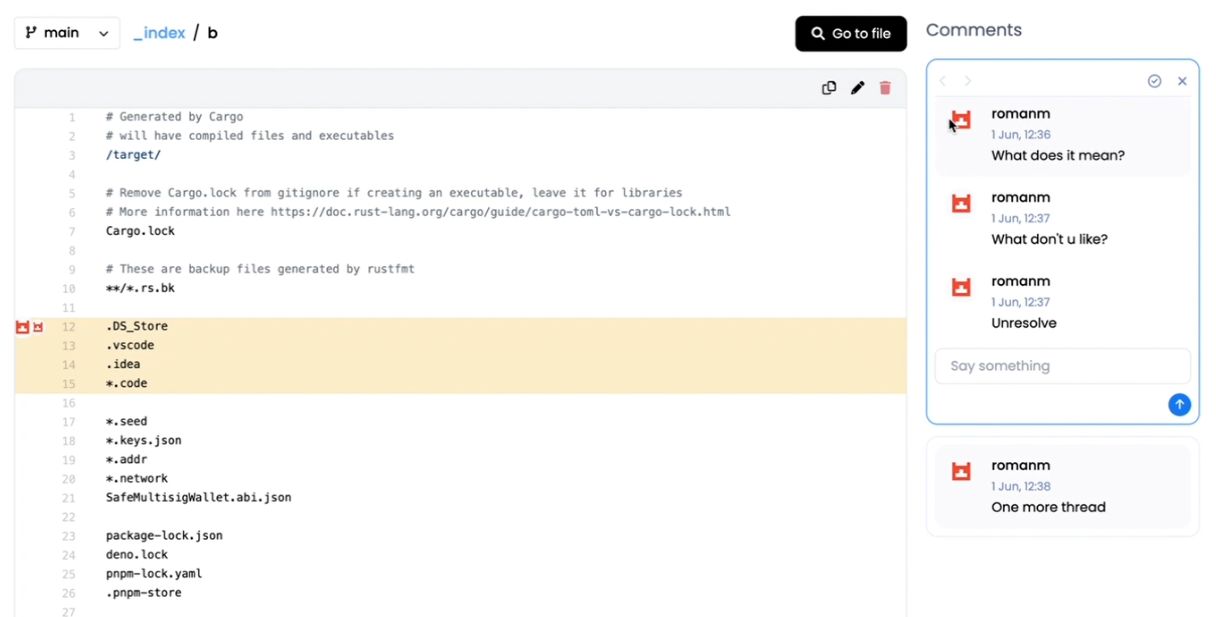 main
_index / b
Go to file
Comments
1 # Generated by Cargo
2 # will have compiled files and executables
3 /target/
4
5 # Remove Cargo.lock from gitignore if creating an executable, leave it for libraries
6 # More information here https://doc.rust-lang.org/cargo/guide/cargo-toml-vs-cargo-lock.html
7 Cargo.lock
8
9 # These are backup files generated by rustfmt
10 **/*.rs.bk
11
12 .DS_Store
13 .vscode
14 .idea
15 *.code
16
17 *.seed
18 *.keys.json
19 *.addr
20 *.network
21 SafeMultisigWallet.abi.json
22
23 package-lock.json
24 deno.lock
25 pnpm-lock.yaml
26 .pnpm-store
27
romanm
1 Jun, 12:36
What does it mean?
romanm
1 Jun, 12:37
What don't u like?
romanm
1 Jun, 12:37
Unresolve
Say something
romanm
1 Jun, 12:38
One more thread